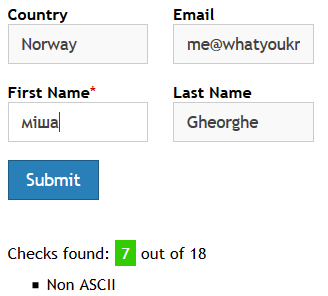 Country Email
Norway me@whatyoukr
First Name* Last Name
міша Gheorghe
Submit
Checks found: 7 out of 18
Non ASCII